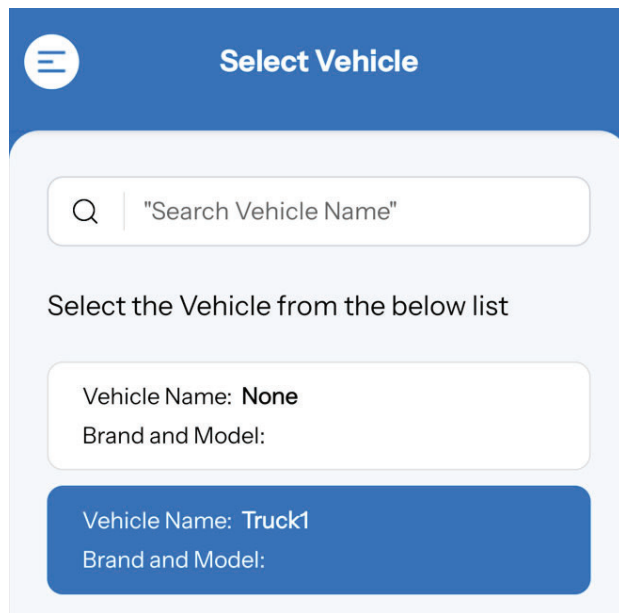 Select Vehicle
"Search Vehicle Name"
Select the Vehicle from the below list
Vehicle Name: None
Brand and Model:
Vehicle Name: Truck1
Brand and Model: